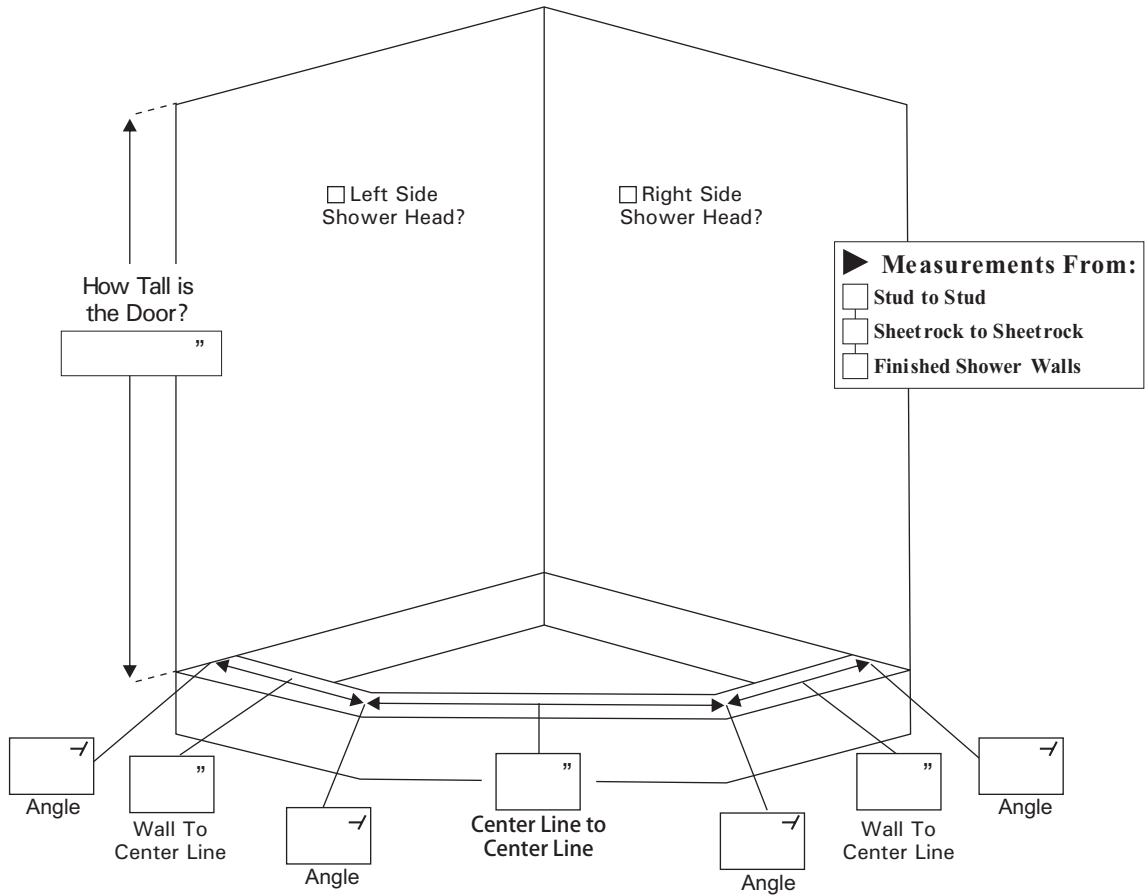 Left Side
Shower Head?
Right Side
Shower Head?
Measurements From:
Stud to Stud
Sheetrock to Sheetrock
Finished Shower Walls
How Tall is
the Door?
”
”
Angle
Wall To
Center Line
Angle
”
Center Line to
Center Line
Angle
”
Wall To
Center Line
Angle